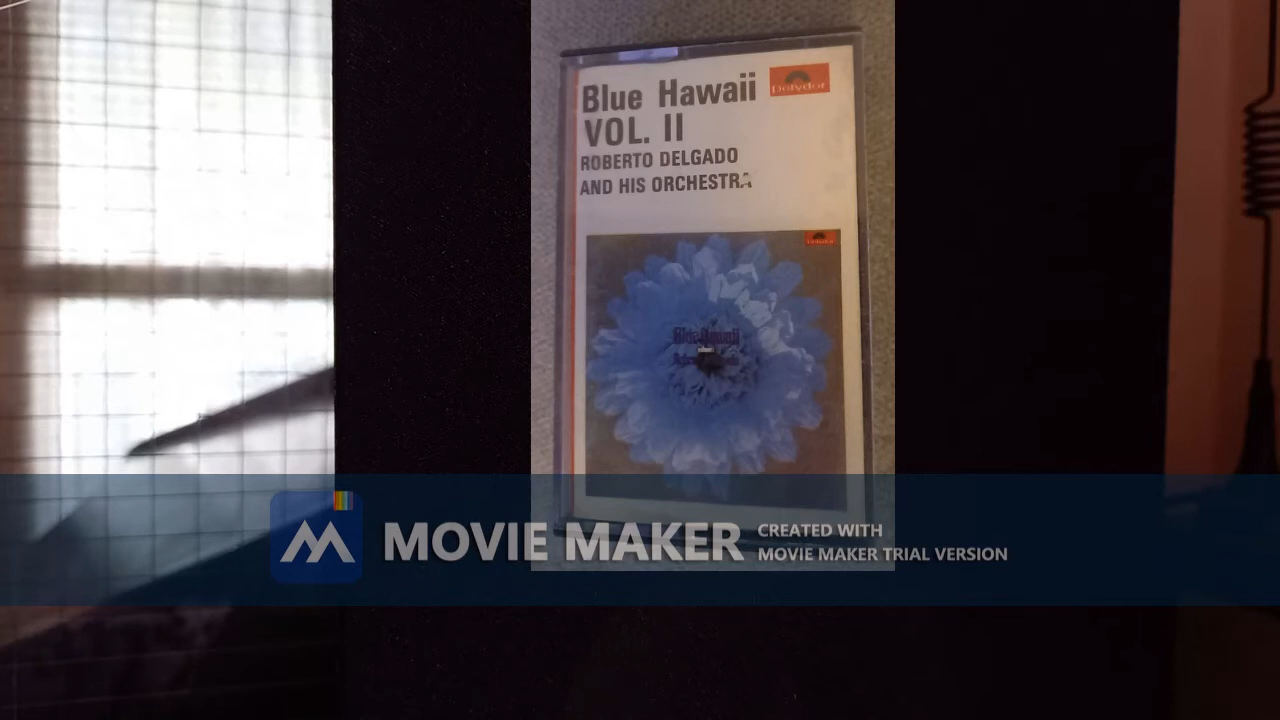 Blue Hawaii
VOL. II
Polydor
ROBERTO DELGADO
AND HIS ORCHESTRA
Polydor
Blue Hawaii
MOVIE MAKER
CREATED WITH
MOVIE MAKER TRIAL VERSION